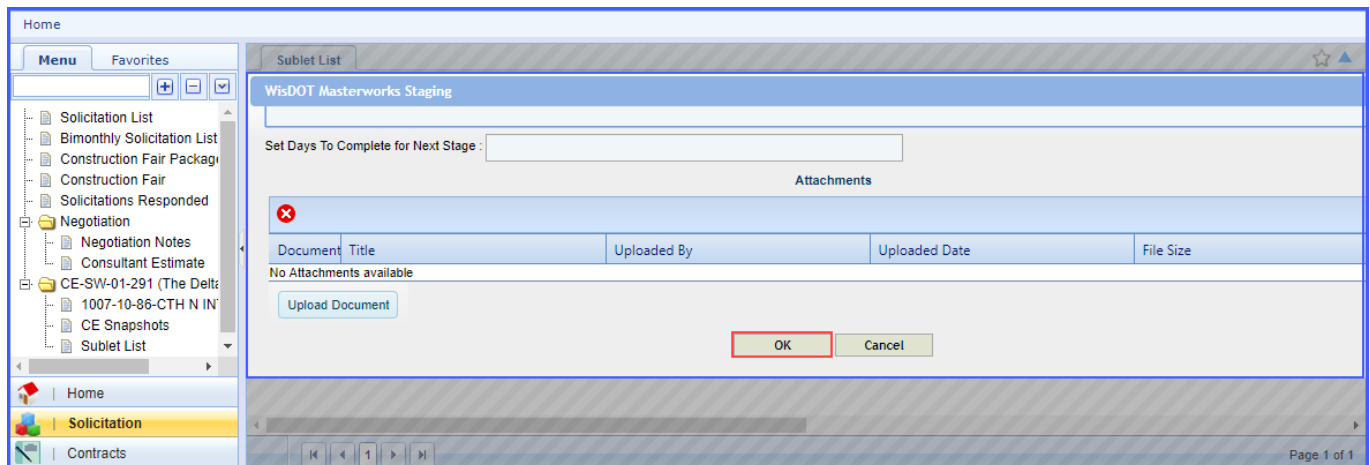 Home
Menu Favorites
Solicitation List
Bimonthly Solicitation List
Construction Fair Package
Construction Fair
Solicitations Responded
Negotiation
Negotiation Notes
Consultant Estimate
CE-SW-01-291 (The Delta
1007-10-86-CTH N IN
CE Snapshots
Sublet List
| Home
| Solicitation
| Contracts
Sublet List
WisDOT Masterworks Staging
Set Days To Complete for Next Stage :
Attachments
Document Title Uploaded By Uploaded Date File Size
No Attachments available
Upload Document
OK Cancel
1
Page 1 of 1